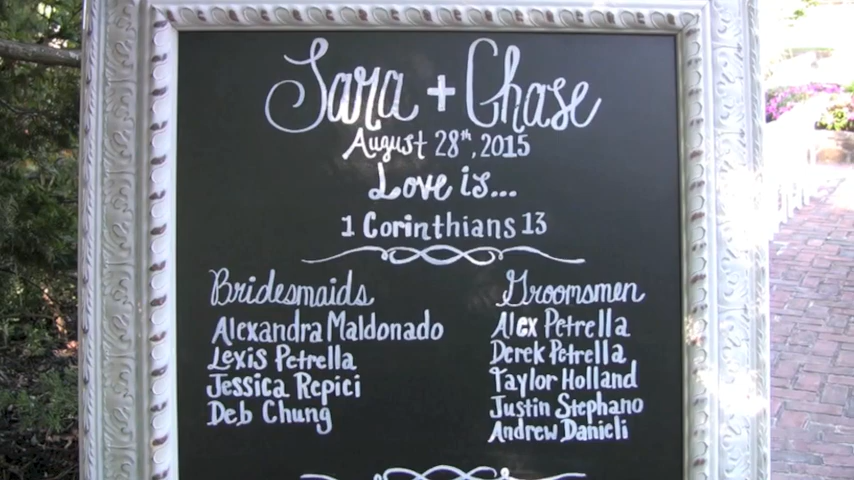 Sara + Chase
August 28th, 2015
Love is...
1 Corinthians 13
Bridesmaids
Alexandra Maldonado
Lexis Petrella
Jessica Repici
Deb Chung
Groomsmen
Alex Petrella
Derek Petrella
Taylor Holland
Justin Stephano
Andrew Danieli